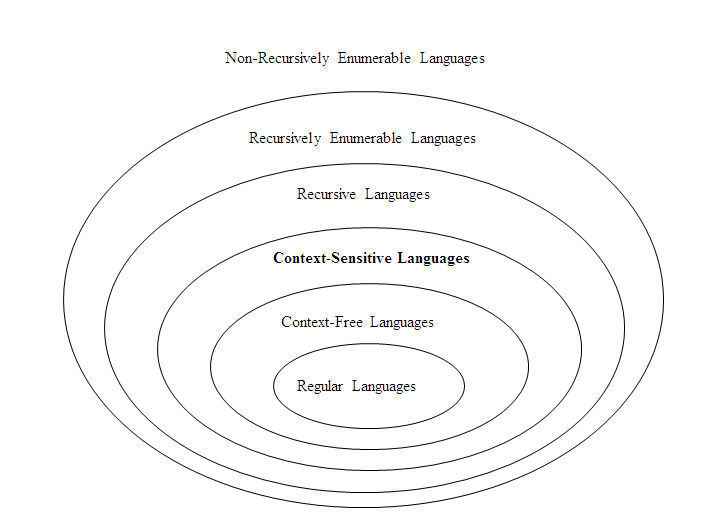 Non-Recursively Enumerable Languages
Recursively Enumerable Languages
Recursive Languages
Context-Sensitive Languages
Context-Free Languages
Regular Languages